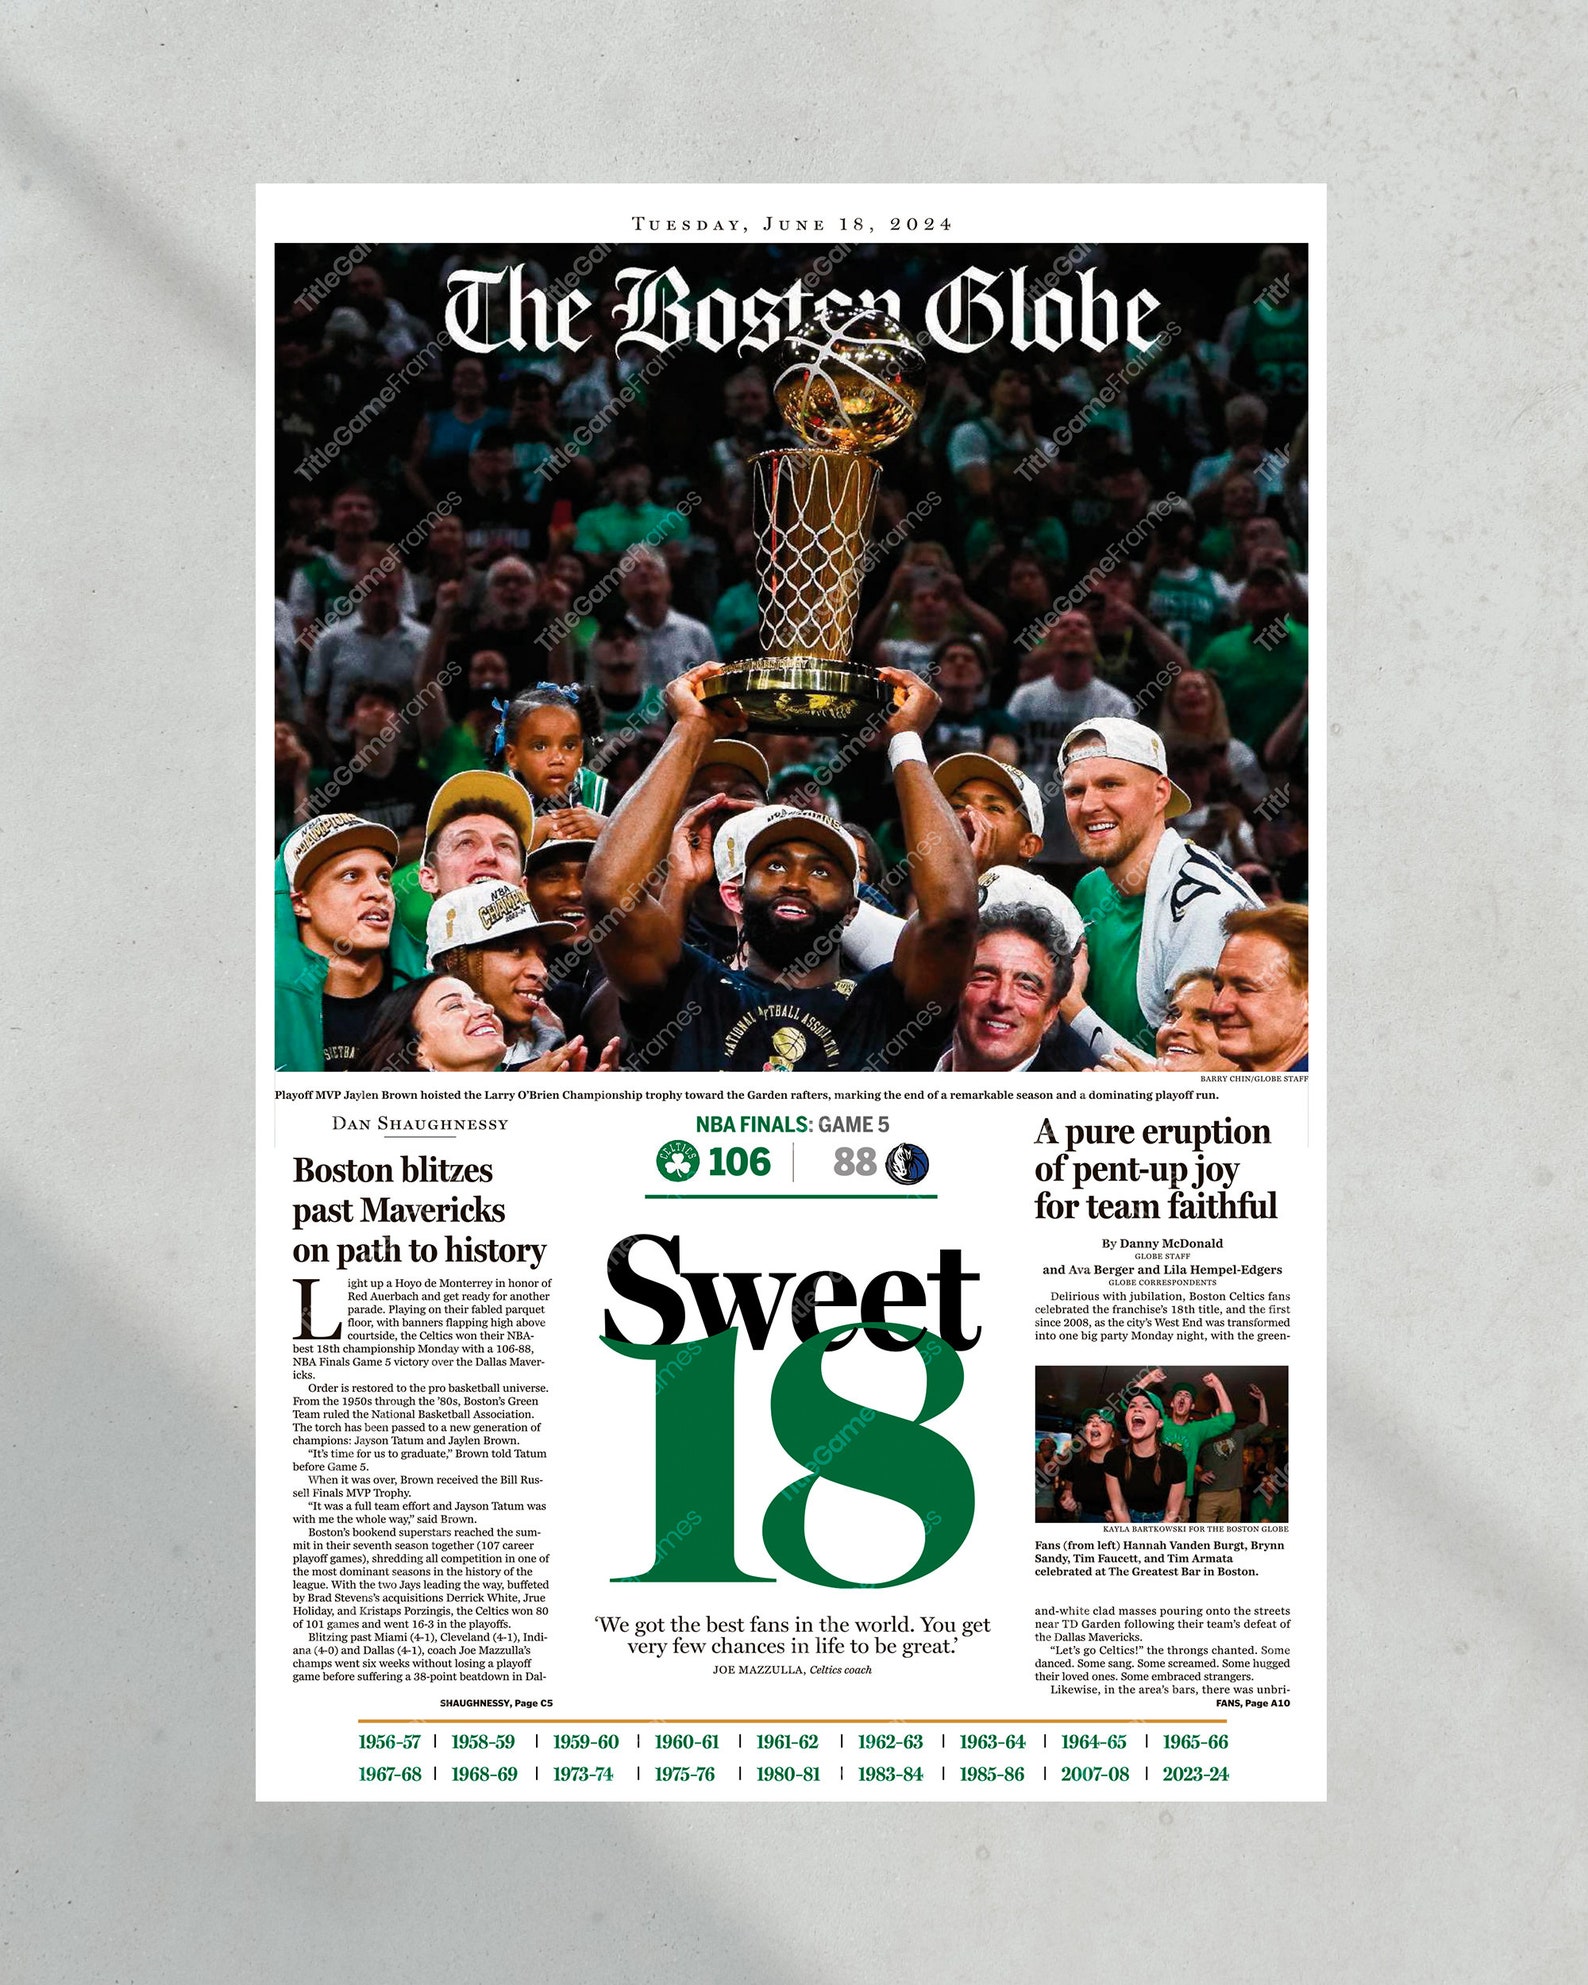 Tuesday, June 18, 2024
The Boston Globe
BARRY CHIN/GLOBE STAFF
Playoff MVP Jaylen Brown hoisted the Larry O’Brien Championship trophy toward the Garden rafters, marking the end of a remarkable season and a dominating playoff run.
Dan Shaughnessy
Boston blitzes
past Mavericks
on path to history
Light up a Hoyo de Monterrey in honor of
Red Auerbach and get ready for another
parade. Playing on their fabled parquet
floor, with banners flapping high above
courtside, the Celtics won their NBA-
best 18th championship Monday with a 106-88,
NBA Finals Game 5 victory over the Dallas Maver-
icks.
Order is restored to the pro basketball universe.
From the 1950s through the ’80s, Boston’s Green
Team ruled the National Basketball Association.
The torch has been passed to a new generation of
champions: Jayson Tatum and Jaylen Brown.
“It’s time for us to graduate,” Brown told Tatum
before Game 5.
When it was over, Brown received the Bill Rus-
sell Finals MVP Trophy.
“It was a full team effort and Jayson Tatum was
with me the whole way,” said Brown.
Boston’s bookend superstars reached the sum-
mit in their seventh season together (107 career
playoff games), shredding all competition in one of
the most dominant seasons in the history of the
league. With the two Jays leading the way, buffeted
by Brad Stevens’s acquisitions Derrick White, Jrue
Holiday, and Kristaps Porzingis, the Celtics won 80
of 101 games and went 16-3 in the playoffs.
Blitzing past Miami (4-1), Cleveland (4-1), Indi-
ana (4-0) and Dallas (4-1), coach Joe Mazzulla’s
champs went six weeks without losing a playoff
game before suffering a 38-point beatdown in Dal-
SHAUGHNESSY, Page C5
NBA FINALS: GAME 5
CELTICS 106 | 88
Sweet
18
‘We got the best fans in the world. You get
very few chances in life to be great.’
JOE MAZZULLA, Celtics coach
A pure eruption
of pent-up joy
for team faithful
By Danny McDonald
GLOBE STAFF
and Ava Berger and Lila Hempel-Edgers
GLOBE CORRESPONDENTS
Delirious with jubilation, Boston Celtics fans
celebrated the franchise’s 18th title, and the first
since 2008, as the city’s West End was transformed
into one big party Monday night, with the green-
KAYLA BARTKOWSKI FOR THE BOSTON GLOBE
Fans (from left) Hannah Vanden Burgt, Brynn
Sandy, Tim Faucett, and Tim Armata
celebrated at The Greatest Bar in Boston.
and-white clad masses pouring onto the streets
near TD Garden following their team’s defeat of
the Dallas Mavericks.
“Let’s go Celtics!” the throngs chanted. Some
danced. Some sang. Some screamed. Some hugged
their loved ones. Some embraced strangers.
Likewise, in the area’s bars, there was unbri-
FANS, Page A10
1956-57 | 1958-59 | 1959-60 | 1960-61 | 1961-62 | 1962-63 | 1963-64 | 1964-65 | 1965-66
1967-68 | 1968-69 | 1973-74 | 1975-76 | 1980-81 | 1983-84 | 1985-86 | 2007-08 | 2023-24
TitleGameFrames